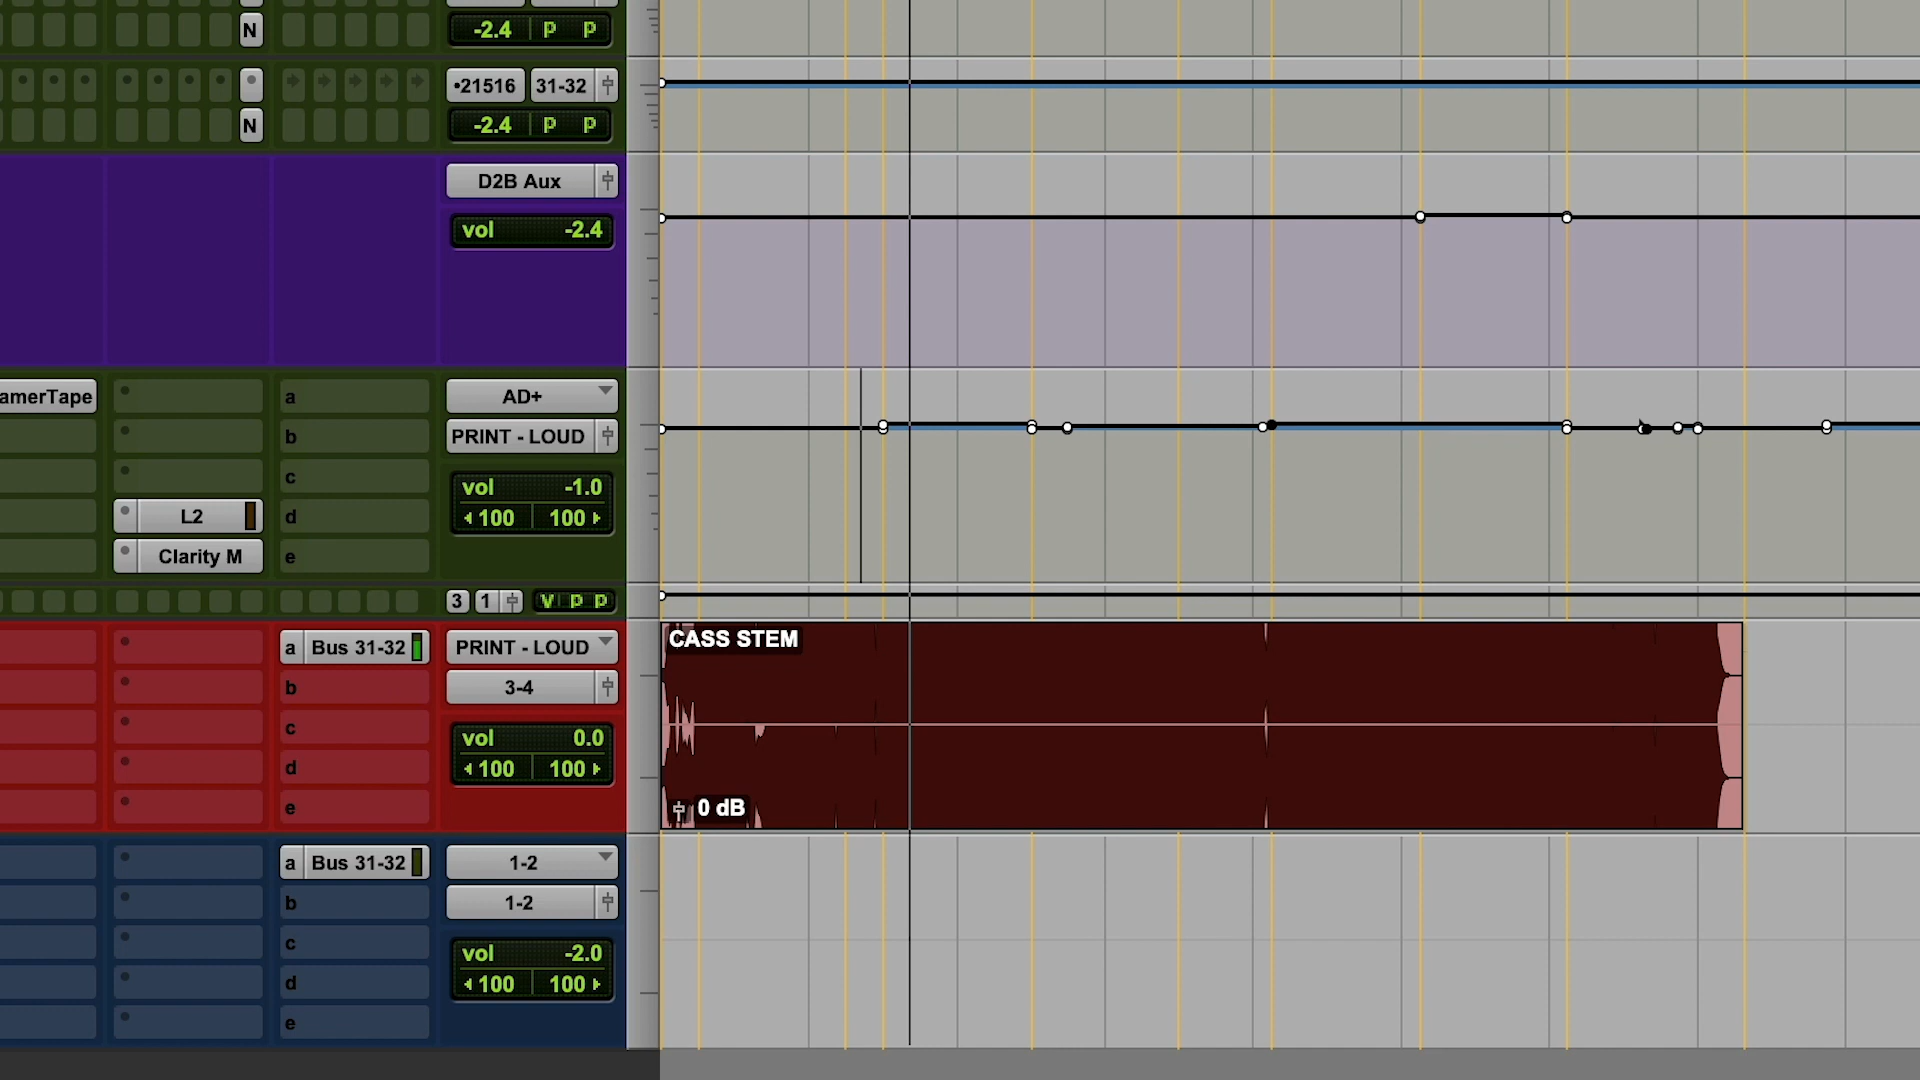 N
-2.4 P P
•21516 31-32
N -2.4 P P
D2B Aux
vol -2.4
amerTape a AD+
b PRINT - LOUD
c vol -1.0
L2 d 100 100
Clarity M e
3 1 V P P
a Bus 31-32 PRINT - LOUD CASS STEM
b 3-4
c vol 0.0
d 100 100
e 0 dB
a Bus 31-32 1-2
b 1-2
c vol -2.0
d 100 100
e